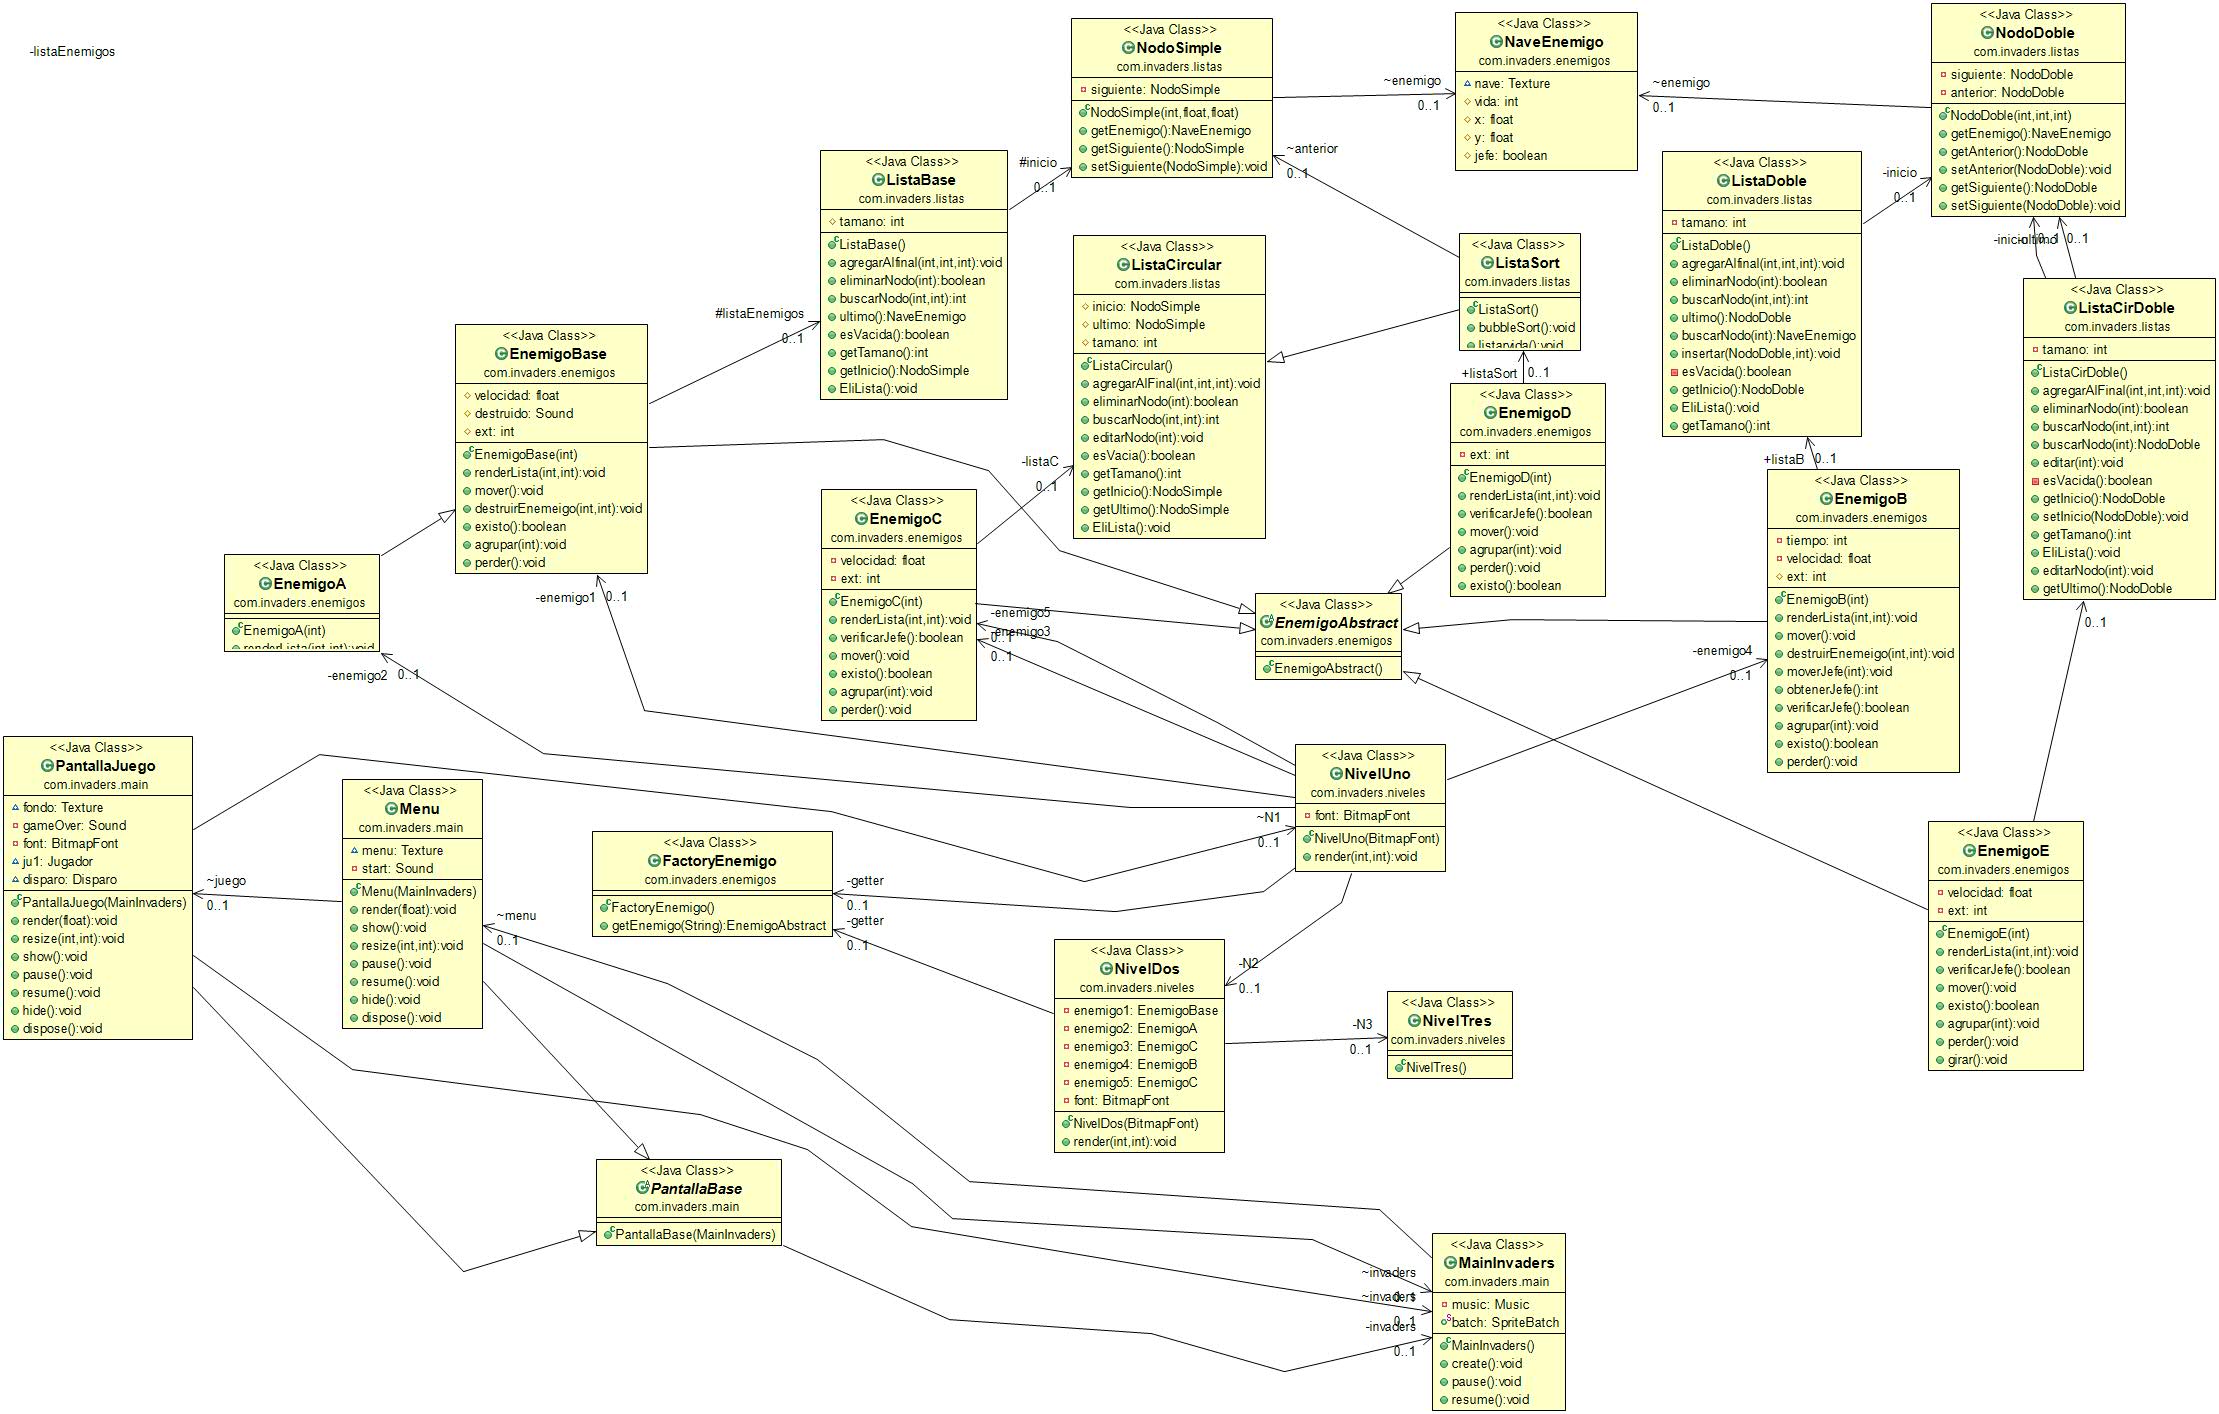 -listaEnemigos
<<Java Class>>
NodoSimple
com.invaders.listas
siguiente: NodoSimple
NodoSimple(int,float,float)
getEnemigo():NaveEnemigo
getSiguiente():NodoSimple
setSiguiente(NodoSimple):void
~enemigo
0..1
<<Java Class>>
NaveEnemigo
com.invaders.enemigos
nave: Texture
vida: int
x: float
y: float
jefe: boolean
~enemigo
0..1
<<Java Class>>
NodoDoble
com.invaders.listas
siguiente: NodoDoble
anterior: NodoDoble
NodoDoble(int,int,int)
getEnemigo():NaveEnemigo
getAnterior():NodoDoble
setAnterior(NodoDoble):void
getSiguiente():NodoDoble
setSiguiente(NodoDoble):void
<<Java Class>>
ListaBase
com.invaders.listas
tamano: int
ListaBase()
agregarAlfinal(int,int,int):void
eliminarNodo(int):boolean
buscarNodo(int,int):int
ultimo():NaveEnemigo
esVacida():boolean
getTamano():int
getInicio():NodoSimple
EliLista():void
#inicio
0..1
~anterior
0..1
<<Java Class>>
ListaDoble
com.invaders.listas
tamano: int
ListaDoble()
agregarAlfinal(int,int,int):void
eliminarNodo(int):boolean
buscarNodo(int,int):int
ultimo():NodoDoble
buscarNodo(int):NaveEnemigo
insertar(NodoDoble,int):void
esVacida():boolean
getInicio():NodoDoble
EliLista():void
getTamano():int
-inicio
0..1
-inicio
0..1
-ultimo
0..1
<<Java Class>>
ListaCircular
com.invaders.listas
inicio: NodoSimple
ultimo: NodoSimple
tamano: int
ListaCircular()
agregarAlFinal(int,int,int):void
eliminarNodo(int):boolean
buscarNodo(int,int):int
editarNodo(int):void
esVacia():boolean
getTamano():int
getInicio():NodoSimple
getUltimo():NodoSimple
EliLista():void
<<Java Class>>
ListaSort
com.invaders.listas
ListaSort()
bubbleSort():void
listarvida():void
+listaSort
0..1
<<Java Class>>
ListaCirDoble
com.invaders.listas
tamano: int
ListaCirDoble()
agregarAlFinal(int,int,int):void
eliminarNodo(int):boolean
buscarNodo(int,int):int
buscarNodo(int):NodoDoble
editar(int):void
esVacida():boolean
getInicio():NodoDoble
setInicio(NodoDoble):void
getTamano():int
EliLista():void
editarNodo(int):void
getUltimo():NodoDoble
0..1
#listaEnemigos
0..1
<<Java Class>>
EnemigoBase
com.invaders.enemigos
velocidad: float
destruido: Sound
ext: int
EnemigoBase(int)
renderLista(int,int):void
mover():void
destruirEnemeigo(int,int):void
existo():boolean
agrupar(int):void
perder():void
-enemigo1
0..1
<<Java Class>>
EnemigoD
com.invaders.enemigos
ext: int
EnemigoD(int)
renderLista(int,int):void
verificarJefe():boolean
mover():void
agrupar(int):void
perder():void
existo():boolean
+listaB
0..1
<<Java Class>>
EnemigoB
com.invaders.enemigos
tiempo: int
velocidad: float
ext: int
EnemigoB(int)
renderLista(int,int):void
mover():void
destruirEnemeigo(int,int):void
moverJefe(int):void
obtenerJefe():int
verificarJefe():boolean
agrupar(int):void
existo():boolean
perder():void
-listaC
0..1
<<Java Class>>
EnemigoC
com.invaders.enemigos
velocidad: float
ext: int
EnemigoC(int)
renderLista(int,int):void
verificarJefe():boolean
mover():void
existo():boolean
agrupar(int):void
perder():void
-enemigo5
0..1
-enemigo3
0..1
<<Java Class>>
EnemigoA
com.invaders.enemigos
EnemigoA(int)
renderLista(int,int):void
-enemigo2
0..1
<<Java Class>>
EnemigoAbstract
com.invaders.enemigos
EnemigoAbstract()
-enemigo4
0..1
<<Java Class>>
PantallaJuego
com.invaders.main
fondo: Texture
gameOver: Sound
font: BitmapFont
ju1: Jugador
disparo: Disparo
PantallaJuego(MainInvaders)
render(float):void
resize(int,int):void
show():void
pause():void
resume():void
hide():void
dispose():void
~juego
0..1
<<Java Class>>
Menu
com.invaders.main
menu: Texture
start: Sound
Menu(MainInvaders)
render(float):void
show():void
resize(int,int):void
pause():void
resume():void
hide():void
dispose():void
~menu
0..1
<<Java Class>>
FactoryEnemigo
com.invaders.enemigos
FactoryEnemigo()
getEnemigo(String):EnemigoAbstract
-getter
0..1
-getter
0..1
~N1
0..1
<<Java Class>>
NivelUno
com.invaders.niveles
font: BitmapFont
NivelUno(BitmapFont)
render(int,int):void
-N2
0..1
<<Java Class>>
NivelDos
com.invaders.niveles
enemigo1: EnemigoBase
enemigo2: EnemigoA
enemigo3: EnemigoC
enemigo4: EnemigoB
enemigo5: EnemigoC
font: BitmapFont
NivelDos(BitmapFont)
render(int,int):void
-N3
0..1
<<Java Class>>
NivelTres
com.invaders.niveles
NivelTres()
<<Java Class>>
EnemigoE
com.invaders.enemigos
velocidad: float
ext: int
EnemigoE(int)
renderLista(int,int):void
verificarJefe():boolean
mover():void
existo():boolean
agrupar(int):void
perder():void
girar():void
<<Java Class>>
PantallaBase
com.invaders.main
PantallaBase(MainInvaders)
~invaders
0..1
~invaders
0..1
-invaders
0..1
<<Java Class>>
MainInvaders
com.invaders.main
music: Music
batch: SpriteBatch
MainInvaders()
create():void
pause():void
resume():void